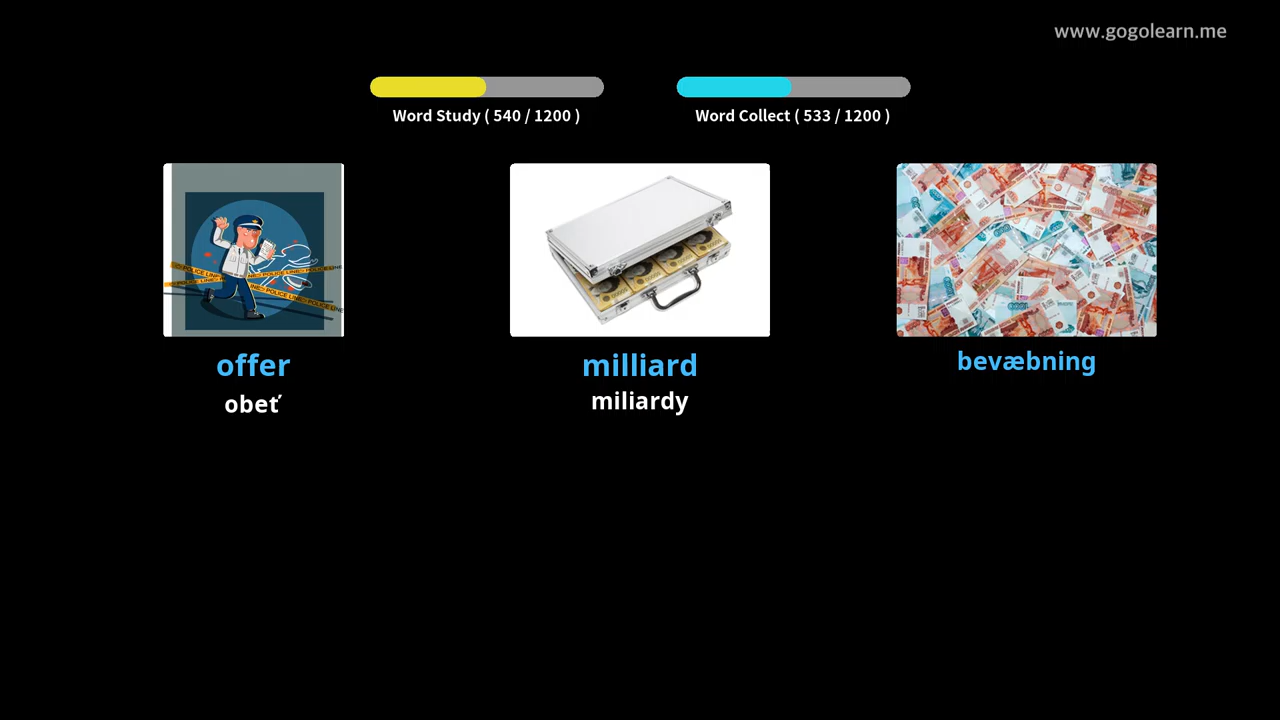 www.gogolearn.me
Word Study ( 540 / 1200 )
Word Collect ( 533 / 1200 )
offer
obeť
milliard
miliardy
bevæbning